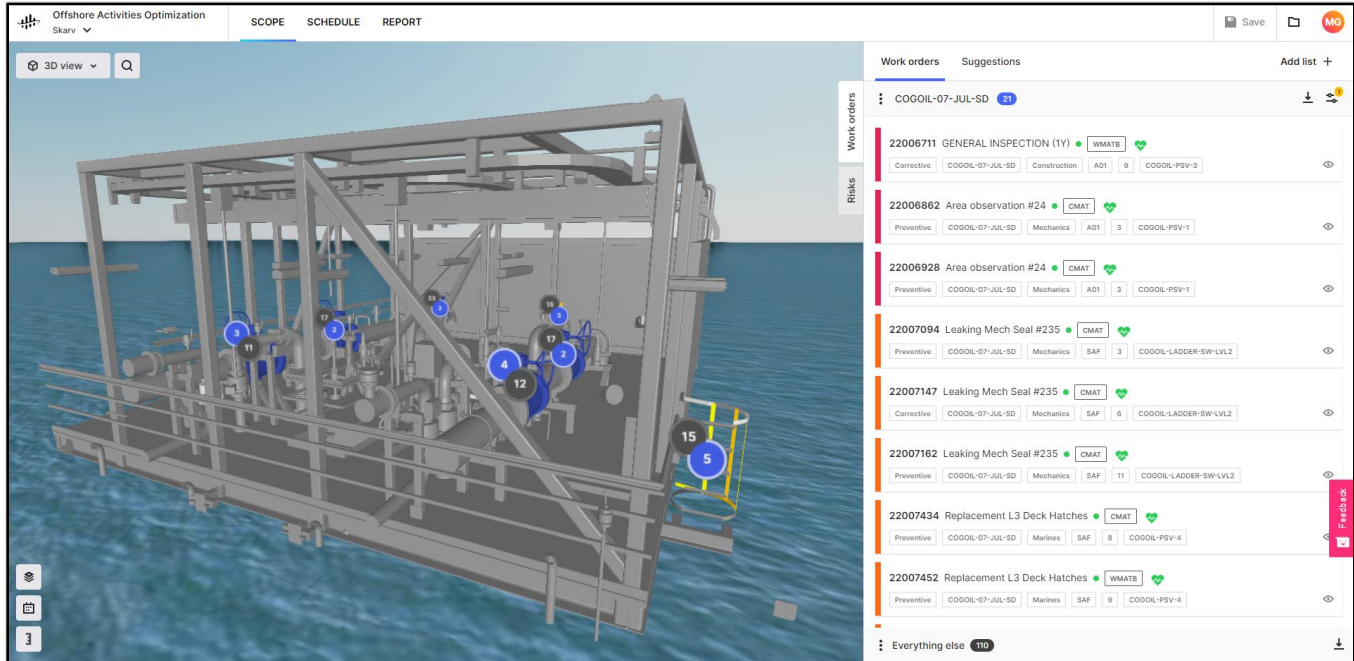 Offshore Activities Optimization
Skarv
SCOPE SCHEDULE REPORT
Save
MG
3D view
Work orders
Risks
23
2
15
3
17
2
3
11
17
2
4
12
15
5
Work orders Suggestions Add list +
COGOIL-07-JUL-SD 21
1
22006711 GENERAL INSPECTION (1Y) WMATB
Corrective COGOIL-07-JUL-SD Construction A01 9 COGOIL-PSV-3
22006862 Area observation #24 CMAT
Preventive COGOIL-07-JUL-SD Mechanics A01 3 COGOIL-PSV-1
22006928 Area observation #24 CMAT
Preventive COGOIL-07-JUL-SD Mechanics A01 3 COGOIL-PSV-1
22007094 Leaking Mech Seal #235 CMAT
Preventive COGOIL-07-JUL-SD Mechanics SAF 3 COGOIL-LADDER-SW-LVL2
22007147 Leaking Mech Seal #235 CMAT
Corrective COGOIL-07-JUL-SD Mechanics SAF 6 COGOIL-LADDER-SW-LVL2
22007162 Leaking Mech Seal #235 CMAT
Preventive COGOIL-07-JUL-SD Mechanics SAF 11 COGOIL-LADDER-SW-LVL2
22007434 Replacement L3 Deck Hatches CMAT
Preventive COGOIL-07-JUL-SD Marines SAF 8 COGOIL-PSV-4
22007452 Replacement L3 Deck Hatches WMATB
Preventive COGOIL-07-JUL-SD Marines SAF 9 COGOIL-PSV-4
Feedback
Everything else 110